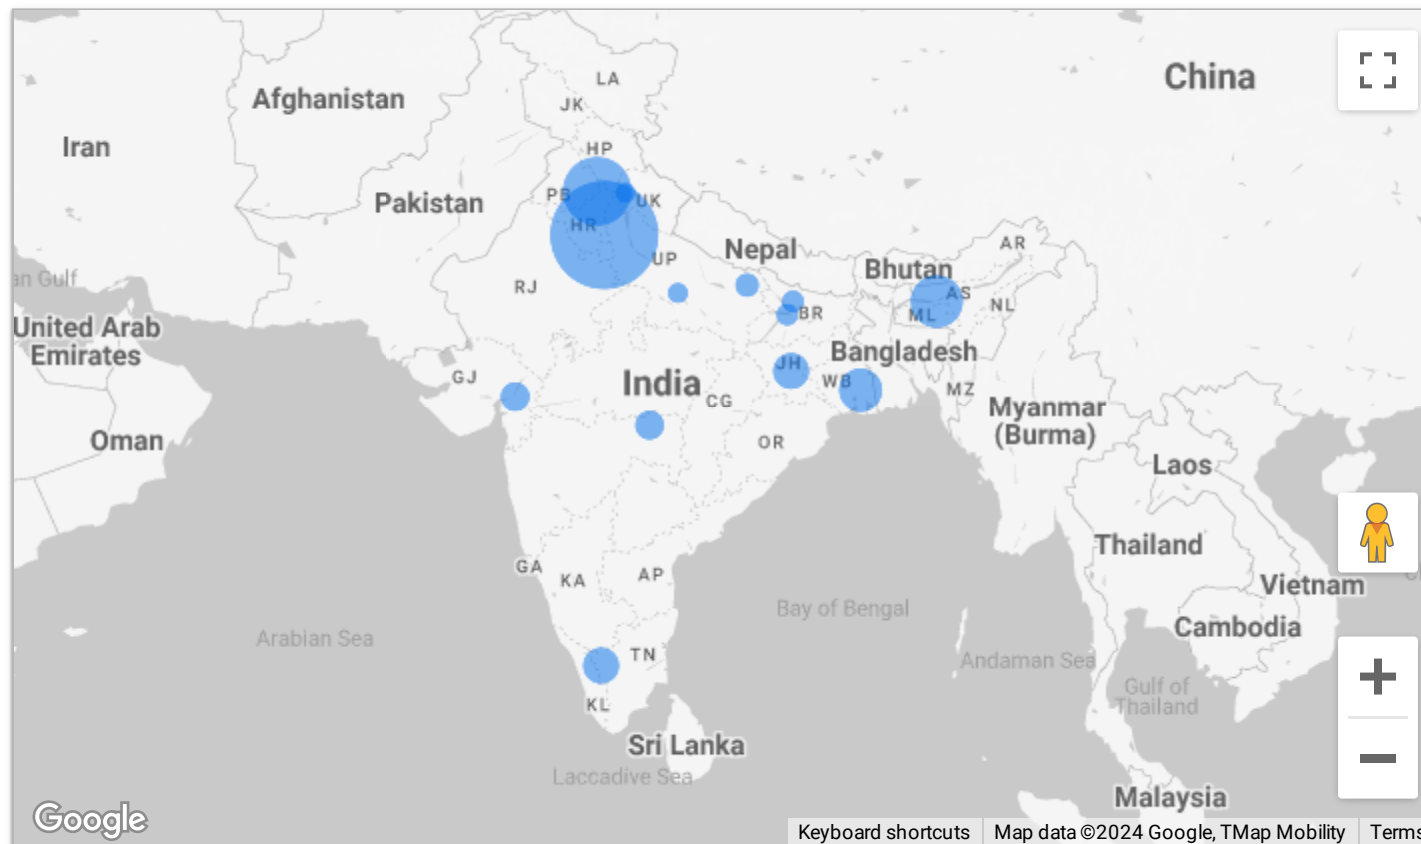 LA
China
Afghanistan
JK
Iran
HP
PB
UK
Pakistan
HR
AR
Nepal
UP
Bhutan
an Gulf
RJ
AS
NL
ML
BR
United Arab
Emirates
Bangladesh
JH
GJ
India
WB
CG
MZ
Myanmar
(Burma)
Oman
OR
Laos
Thailand
GA
KA
AP
Vietnam
Bay of Bengal
Cambodia
Arabian Sea
TN
Andaman Sea
Gulf of
Thailand
KL
Sri Lanka
Laccadive Sea
Malaysia
Google
Keyboard shortcuts
Map data ©2024 Google, TMap Mobility
Terms